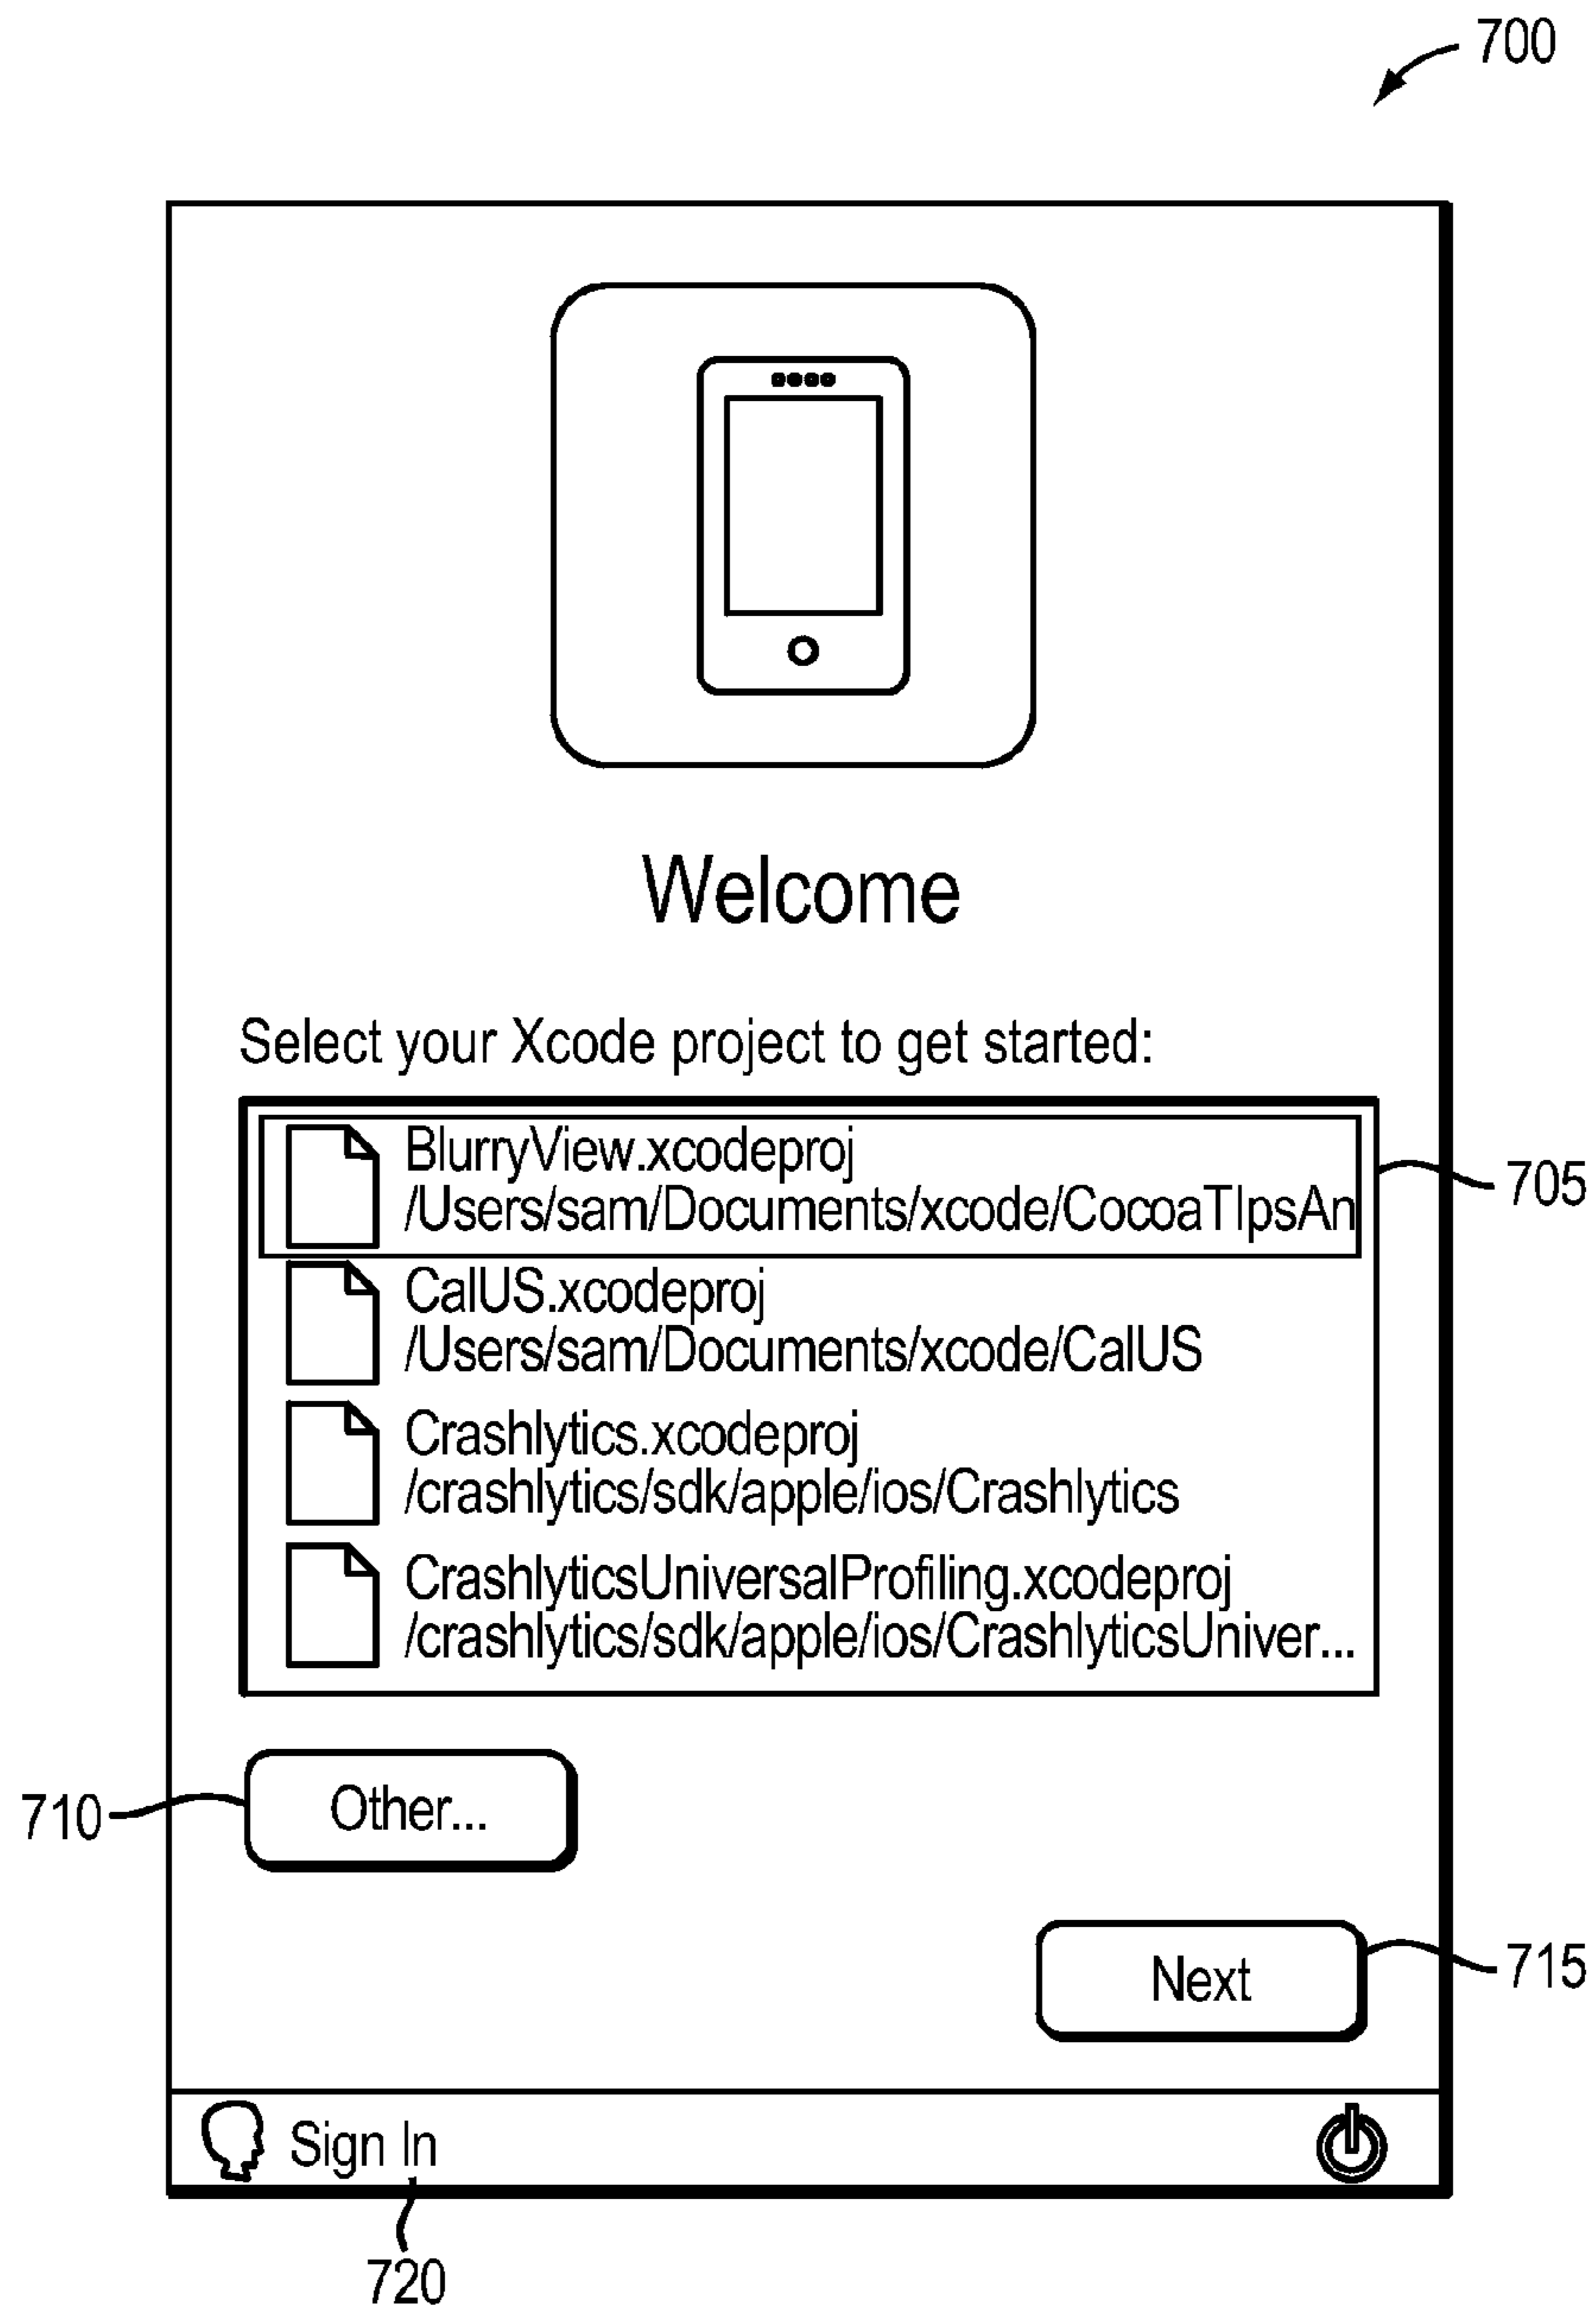 700
Welcome
Select your Xcode project to get started:
BlurryView.xcodeproj
/Users/sam/Documents/xcode/CocoaTIpsAn
705
CalUS.xcodeproj
/Users/sam/Documents/xcode/CalUS
Crashlytics.xcodeproj
/crashlytics/sdk/apple/ios/Crashlytics
CrashlyticsUniversalProfiling.xcodeproj
/crashlytics/sdk/apple/ios/CrashlyticsUniver...
710
Other...
Next
715
Sign In
720